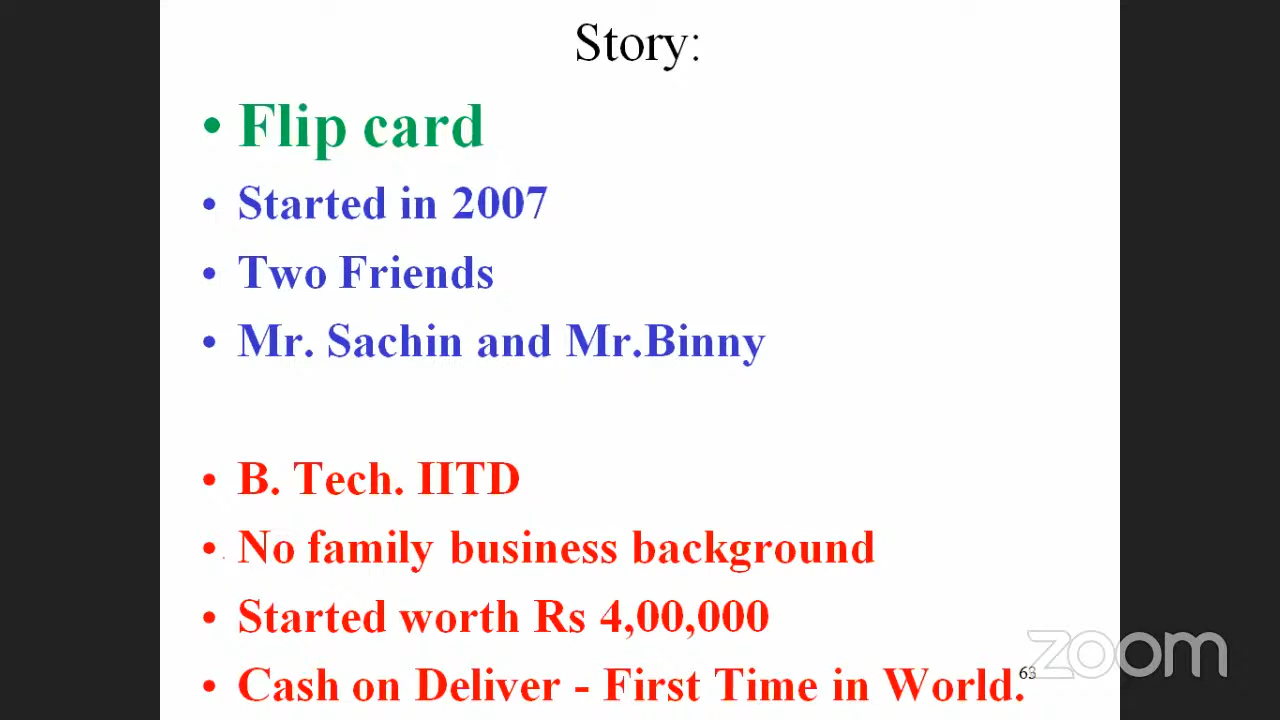 Story:
• Flip card
• Started in 2007
• Two Friends
• Mr. Sachin and Mr.Binny
• B. Tech. IITD
• No family business background
• Started worth Rs 4,00,000
• Cash on Deliver - First Time in World.
63
zoom